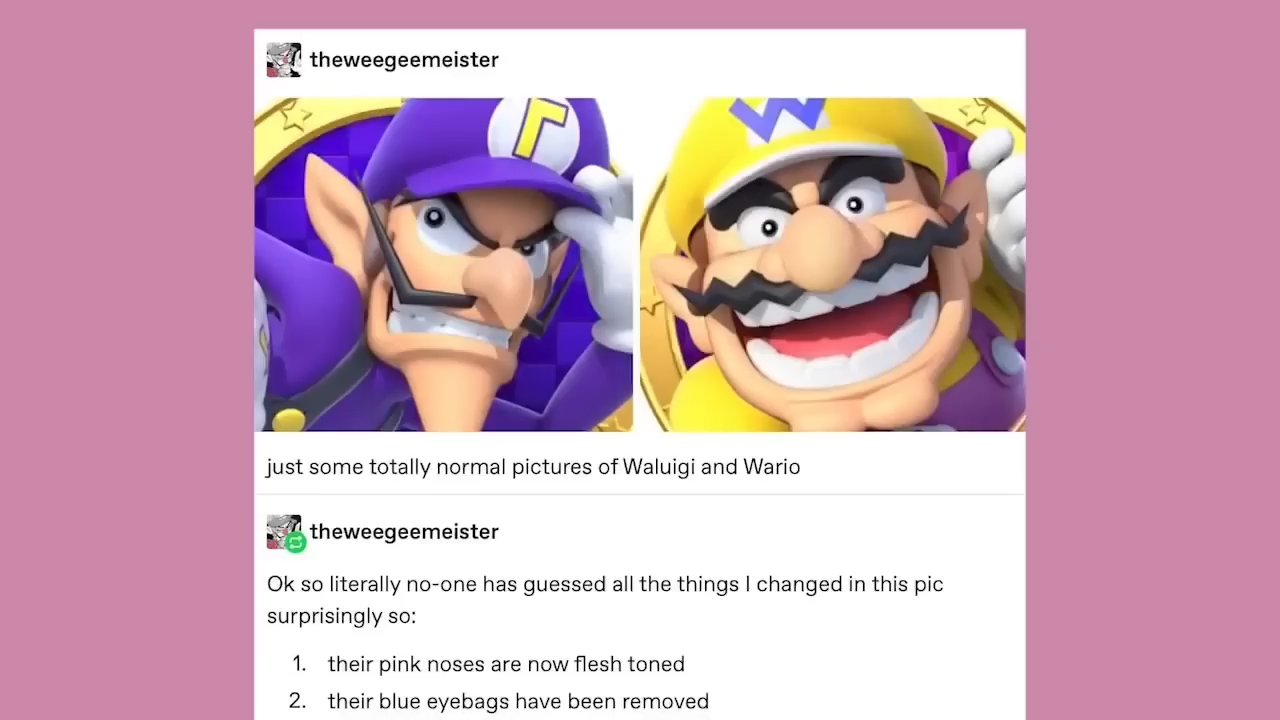 theweegeemeister
W
just some totally normal pictures of Waluigi and Wario
theweegeemeister
Ok so literally no-one has guessed all the things I changed in this pic
surprisingly so:
1. their pink noses are now flesh toned
2. their blue eyebags have been removed